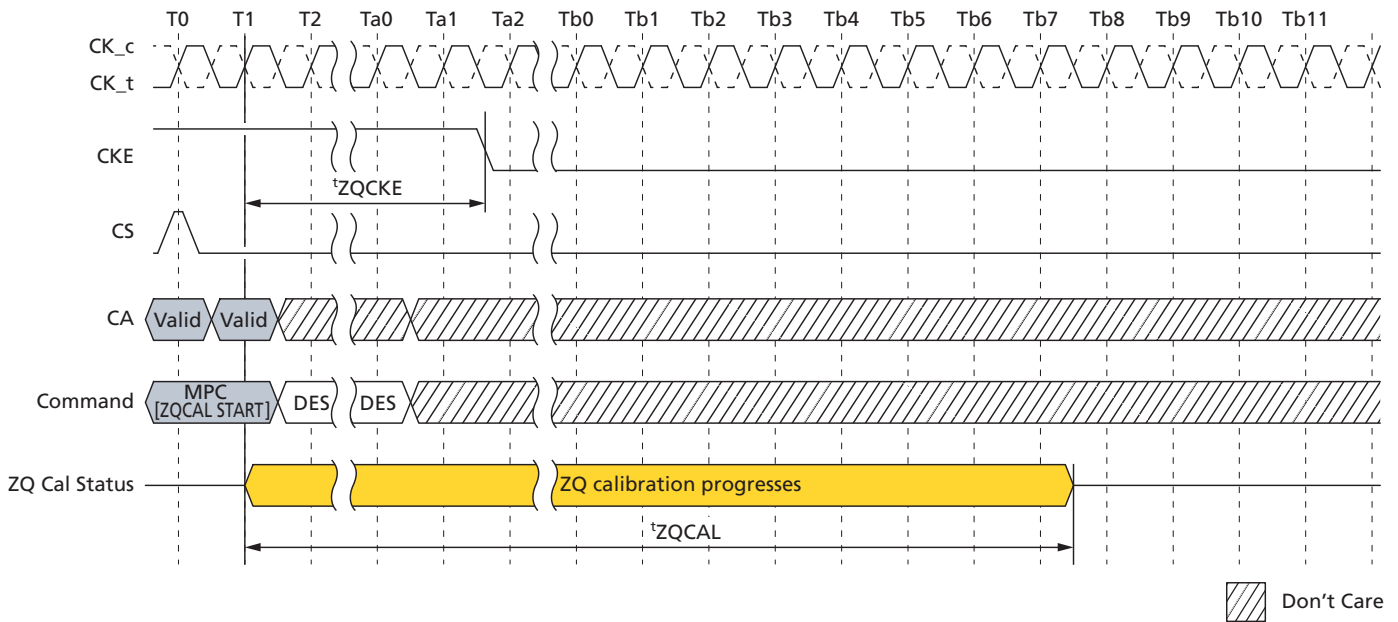 T0 T1 T2 Ta0 Ta1 Ta2 Tb0 Tb1 Tb2 Tb3 Tb4 Tb5 Tb6 Tb7 Tb8 Tb9 Tb10 Tb11
CK_c
CK_t
CKE
tZQCKE
CS
CA Valid Valid
Command MPC [ZQCAL START] DES DES
ZQ Cal Status ZQ calibration progresses
tZQCAL
Don't Care